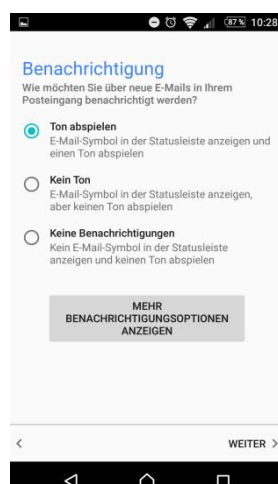 87% 10:28
Benachrichtigung
Wie möchten Sie über neue E-Mails in Ihrem
Posteingang benachrichtigt werden?
Ton abspielen
E-Mail-Symbol in der Statusleiste anzeigen und
einen Ton abspielen
Kein Ton
E-Mail-Symbol in der Statusleiste anzeigen,
aber keinen Ton abspielen
Keine Benachrichtigungen
Kein E-Mail-Symbol in der Statusleiste
anzeigen und keinen Ton abspielen
MEHR
BENACHRICHTIGUNGSOPTIONEN
ANZEIGEN
WEITER